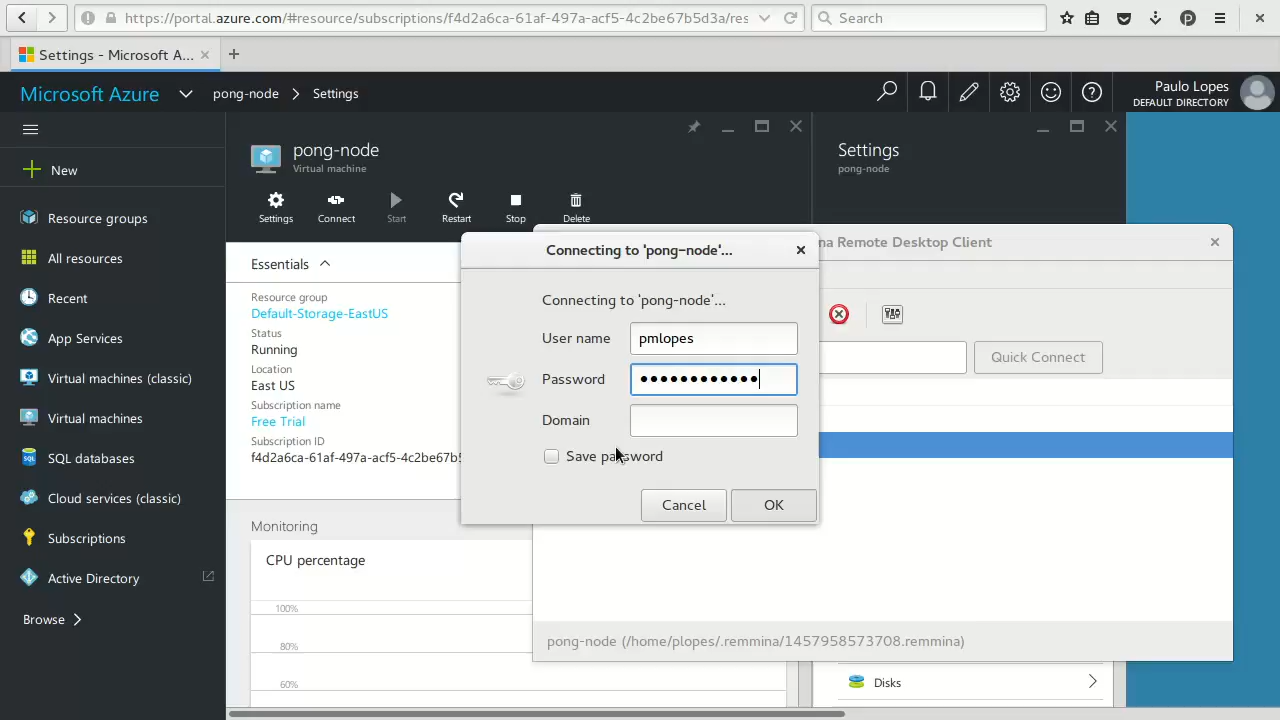 https://portal.azure.com/#resource/subscriptions/f4d2a6ca-61af-497a-acf5-4c2be67b5d3a/res
Search
Settings - Microsoft A...
Microsoft Azure
pong-node
Settings
Paulo Lopes
DEFAULT DIRECTORY
New
Resource groups
All resources
Recent
App Services
Virtual machines (classic)
Virtual machines
SQL databases
Cloud services (classic)
Subscriptions
Active Directory
Browse
pong-node
Virtual machine
Settings
Connect
Start
Restart
Stop
Delete
Settings
pong-node
Essentials
Resource group
Default-Storage-EastUS
Status
Running
Location
East US
Subscription name
Free Trial
Subscription ID
f4d2a6ca-61af-497a-acf5-4c2be67b5
Monitoring
CPU percentage
100%
80%
60%
na Remote Desktop Client
Quick Connect
pong-node (/home/plopes/.remmina/1457958573708.remmina)
Connecting to 'pong-node'...
Connecting to 'pong-node'...
User name
pmlopes
Password
●●●●●●●●●●●●
Domain
Save password
Cancel
OK
Disks